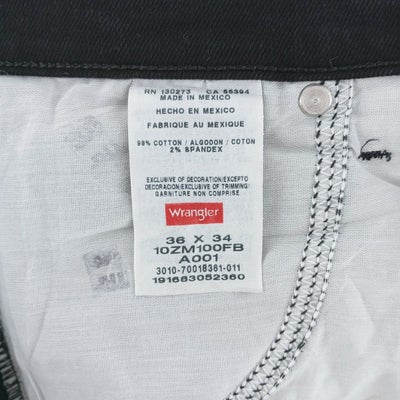 RN 130273 CA 55394
MADE IN MEXICO
HECHO EN MEXICO
FABRIQUE AU MEXIQUE
98% COTTON / ALGODON / COTON
2% SPANDEX
EXCLUSIVE OF DECORATION/EXCEPTO
DECORACION/EXCLUSIVE OF TRIMMING/
GARNITURE NON COMPRISE
Wrangler
36 X 34
10ZM100FB
A001
3010-70018361-011
191663052360